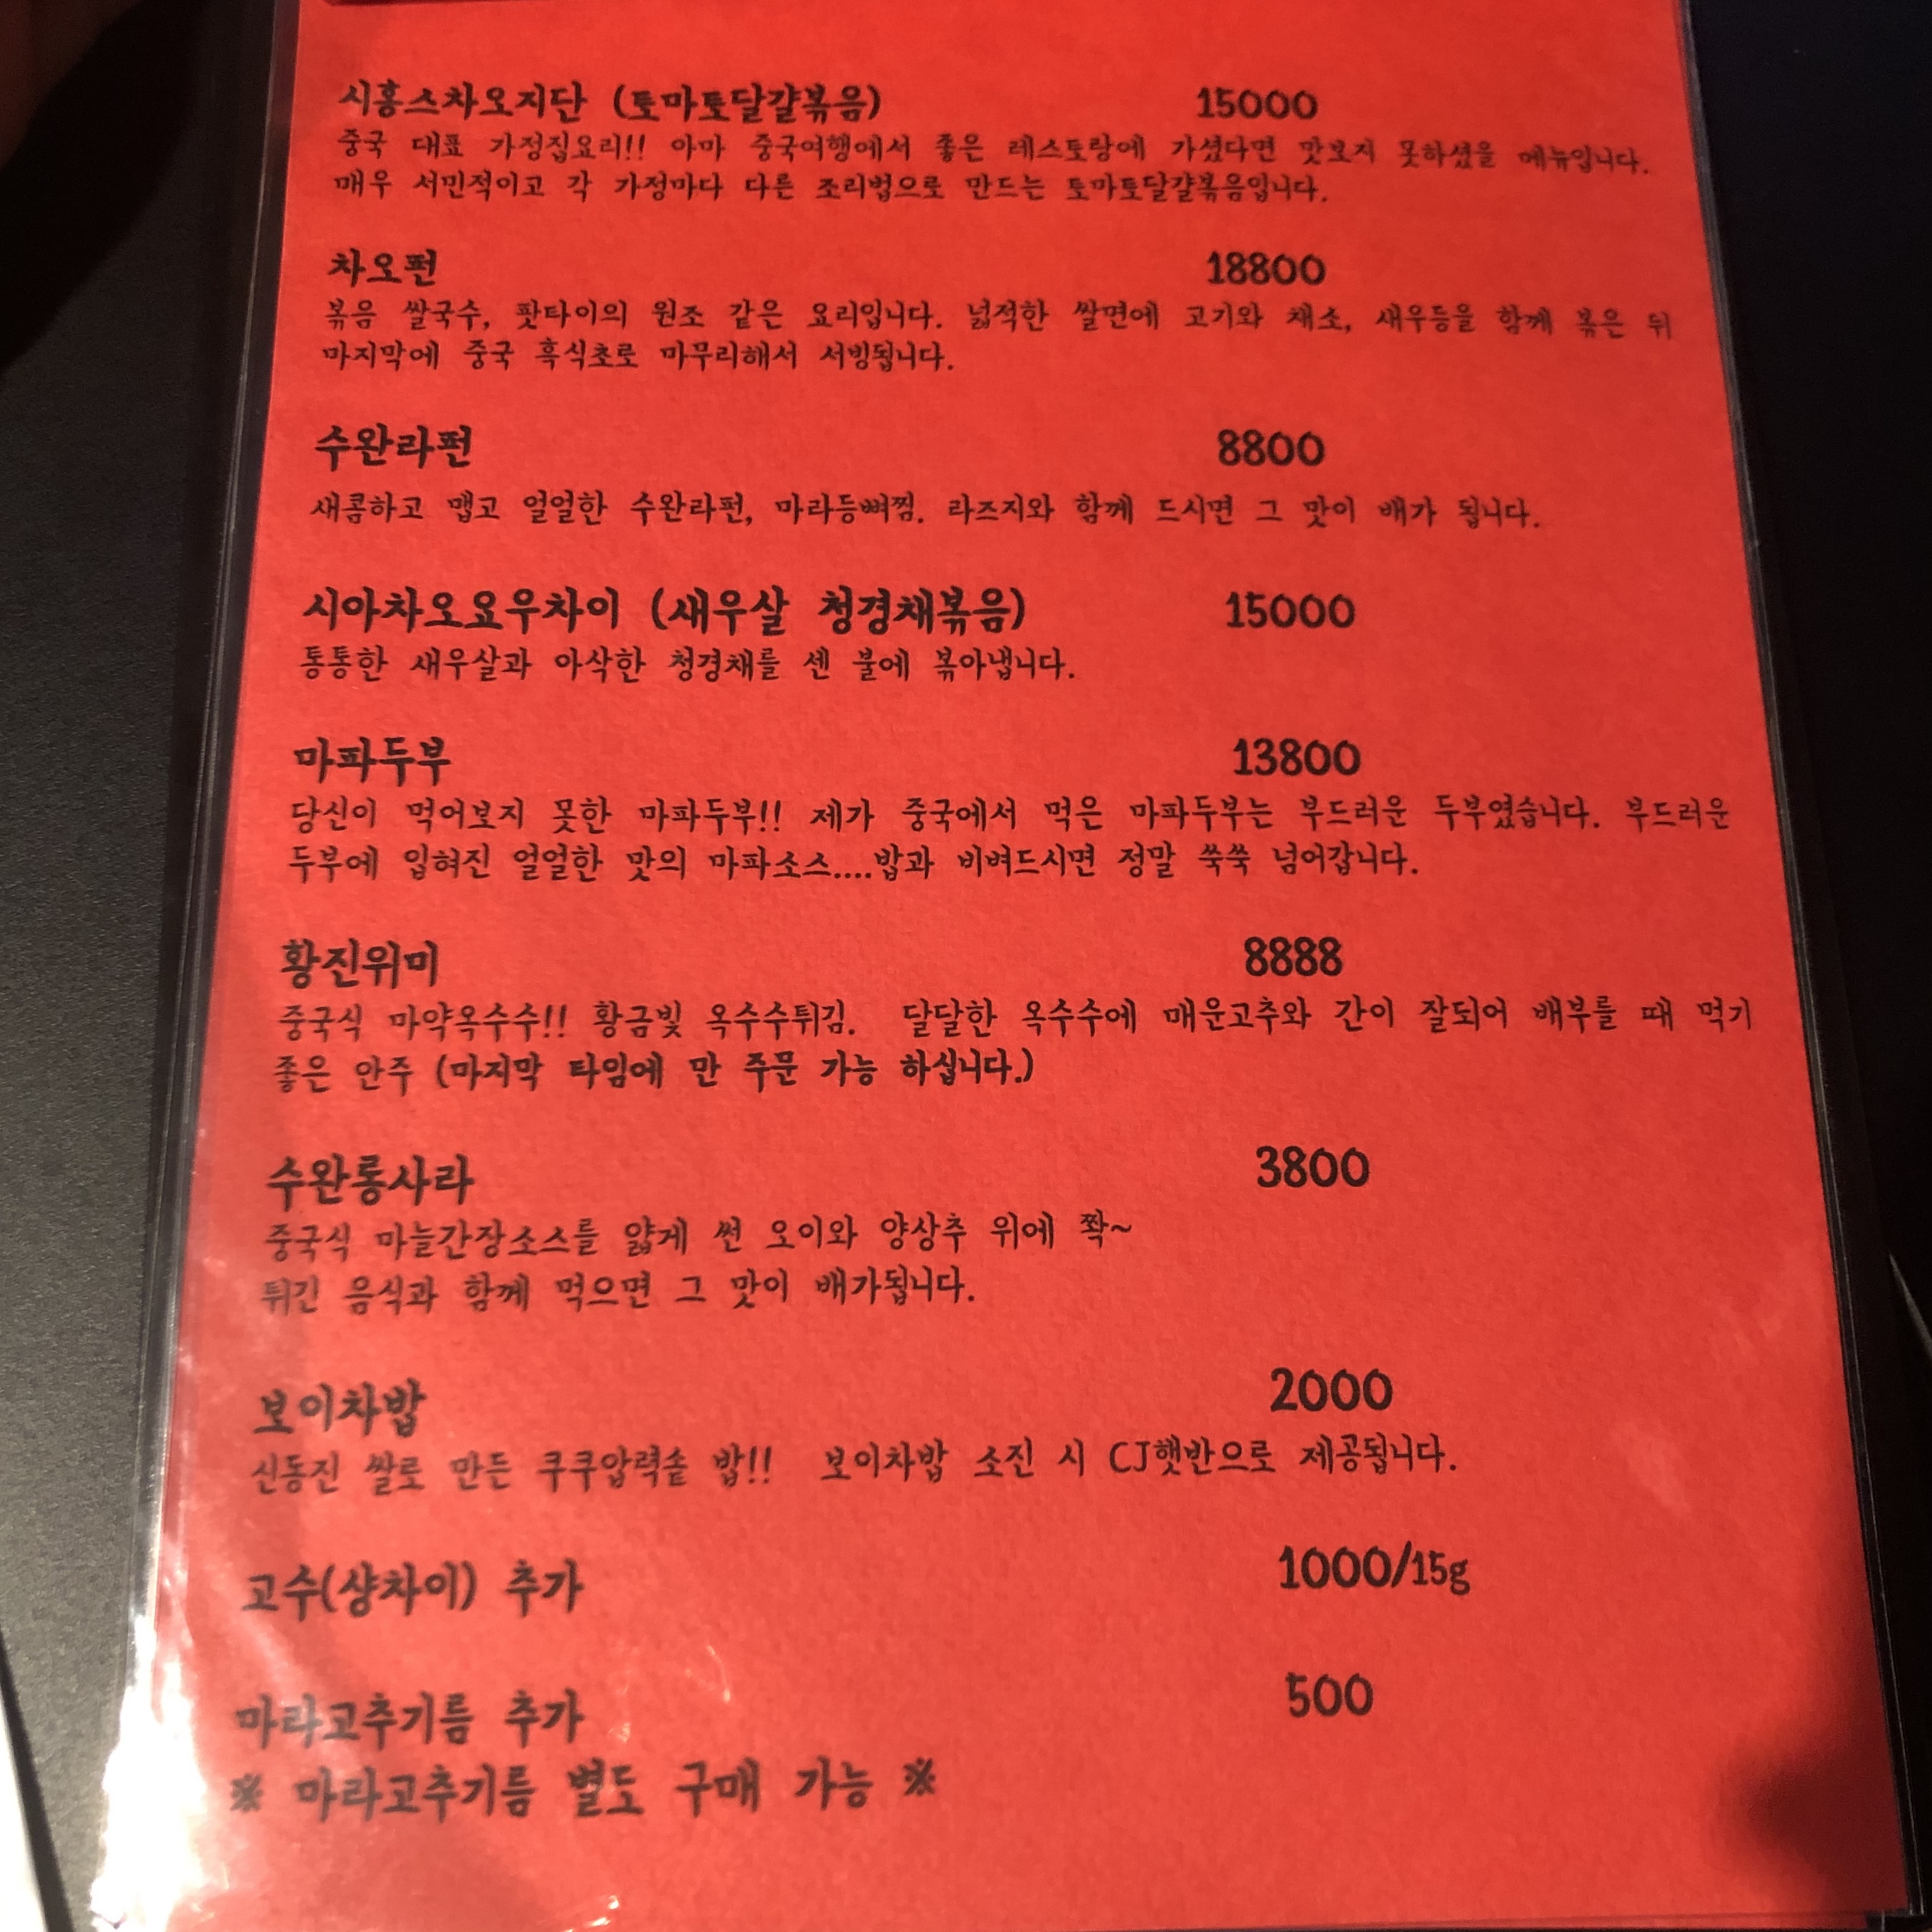 시홍스차오지단 (토마토달걀볶음) 15000
중국 대표 가정집요리!! 아마 중국여행에서 좋은 레스토랑에 가셨다면 맛보지 못하셨을 메뉴입니다.
매우 서민적이고 각 가정마다 다른 조리법으로 만드는 토마토달걀볶음입니다.
차오펀 18800
볶음 쌀국수, 팟타이의 원조 같은 요리입니다. 넓적한 쌀면에 고기와 채소, 새우등을 함께 볶은 뒤
마지막에 중국 흑식초로 마무리해서 서빙됩니다.
수완라펀 8800
새콤하고 맵고 얼얼한 수완라펀, 마라등뼈찜. 라즈지와 함께 드시면 그 맛이 배가 됩니다.
시아차오요우차이 (새우살 청경채볶음) 15000
통통한 새우살과 아삭한 청경채를 센 불에 볶아냅니다.
마파두부 13800
당신이 먹어보지 못한 마파두부!! 제가 중국에서 먹은 마파두부는 부드러운 두부였습니다. 부드러운
두부에 입혀진 얼얼한 맛의 마파소스....밥과 비벼드시면 정말 쑥쑥 넘어갑니다.
황진위미 8888
중국식 마약옥수수!! 황금빛 옥수수튀김. 달달한 옥수수에 매운고추와 간이 잘되어 배부를 때 먹기
좋은 안주 (마지막 타임에 만 주문 가능 하십니다.)
수완롱사라 3800
중국식 마늘간장소스를 얇게 썬 오이와 양상추 위에 쫙~
튀긴 음식과 함께 먹으면 그 맛이 배가됩니다.
보이차밥 2000
신동진 쌀로 만든 쿠쿠압력솥 밥!! 보이차밥 소진 시 CJ햇반으로 제공됩니다.
고수(샹차이) 추가 1000/15g
마라고추기름 추가 500
※ 마라고추기름 별도 구매 가능 ※